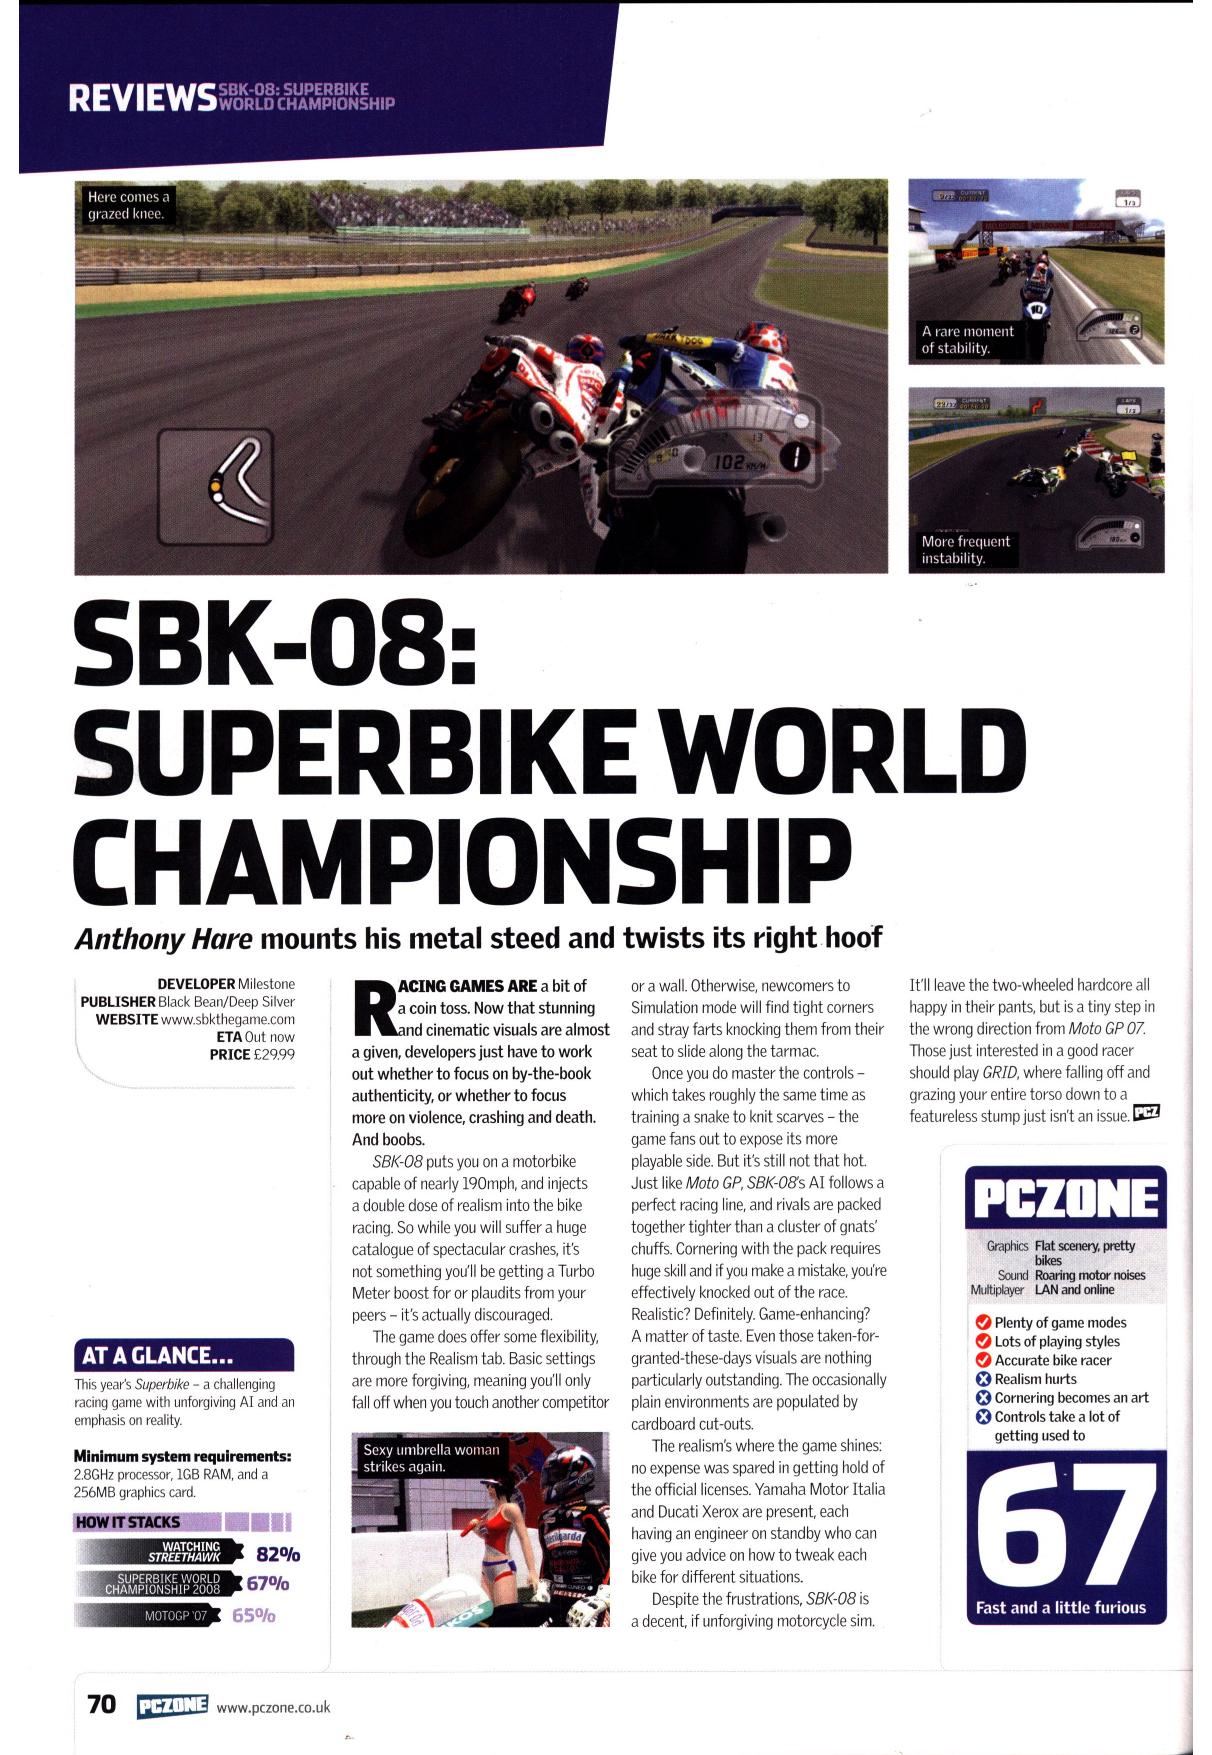 REVIEWS SBK-08: SUPERBIKE
WORLD CHAMPIONSHIP
Here comes a
grazed knee.
102 KM/H
13
1
CURRENT
1/3
MELBOURNE MELBOURNE
10
A rare moment
of stability.
CURRENT
LAPS
1/3
More frequent
instability.
SBK-08:
SUPERBIKE WORLD
CHAMPIONSHIP
Anthony Hare mounts his metal steed and twists its right hoof
DEVELOPER Milestone
PUBLISHER Black Bean/Deep Silver
WEBSITE www.sbkthegame.com
ETA Out now
PRICE £29.99
AT A GLANCE...
This year's Superbike – a challenging
racing game with unforgiving AI and an
emphasis on reality.
Minimum system requirements:
2.8GHz processor, 1GB RAM, and a
256MB graphics card.
HOW IT STACKS
WATCHING
STREETHAWK 82%
SUPERBIKE WORLD
CHAMPIONSHIP 2008 67%
MOTOGP '07 65%
RACING GAMES ARE a bit of
a coin toss. Now that stunning
and cinematic visuals are almost
a given, developers just have to work
out whether to focus on by-the-book
authenticity, or whether to focus
more on violence, crashing and death.
And boobs.
SBK-08 puts you on a motorbike
capable of nearly 190mph, and injects
a double dose of realism into the bike
racing. So while you will suffer a huge
catalogue of spectacular crashes, it's
not something you'll be getting a Turbo
Meter boost for or plaudits from your
peers – it's actually discouraged.
The game does offer some flexibility,
through the Realism tab. Basic settings
are more forgiving, meaning you'll only
fall off when you touch another competitor
Sexy umbrella woman
strikes again.
or a wall. Otherwise, newcomers to
Simulation mode will find tight corners
and stray farts knocking them from their
seat to slide along the tarmac.
Once you do master the controls –
which takes roughly the same time as
training a snake to knit scarves – the
game fans out to expose its more
playable side. But it's still not that hot.
Just like Moto GP, SBK-08's AI follows a
perfect racing line, and rivals are packed
together tighter than a cluster of gnats'
chuffs. Cornering with the pack requires
huge skill and if you make a mistake, you're
effectively knocked out of the race.
Realistic? Definitely. Game-enhancing?
A matter of taste. Even those taken-for-
granted-these-days visuals are nothing
particularly outstanding. The occasionally
plain environments are populated by
cardboard cut-outs.
The realism's where the game shines:
no expense was spared in getting hold of
the official licenses. Yamaha Motor Italia
and Ducati Xerox are present, each
having an engineer on standby who can
give you advice on how to tweak each
bike for different situations.
Despite the frustrations, SBK-08 is
a decent, if unforgiving motorcycle sim.
It'll leave the two-wheeled hardcore all
happy in their pants, but is a tiny step in
the wrong direction from Moto GP 07.
Those just interested in a good racer
should play GRID, where falling off and
grazing your entire torso down to a
featureless stump just isn't an issue. PCZ
PCZONE
Graphics Flat scenery, pretty
bikes
Sound Roaring motor noises
Multiplayer LAN and online
Plenty of game modes
Lots of playing styles
Accurate bike racer
Realism hurts
Cornering becomes an art
Controls take a lot of
getting used to
67
Fast and a little furious
70 PCZONE www.pczone.co.uk